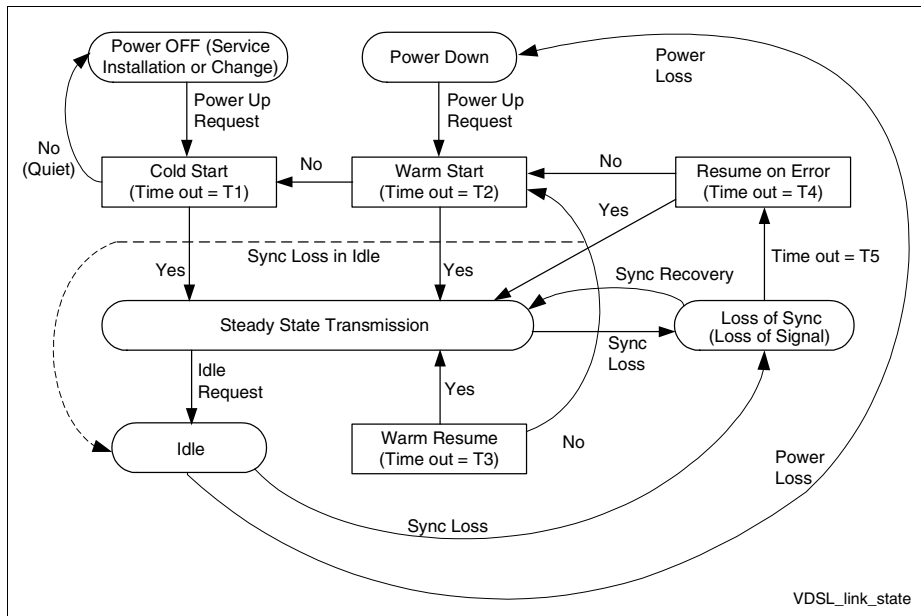 Power OFF (Service
Installation or Change)
Power Down
Power
Loss
Power Up
Request
Power Up
Request
No
(Quiet)
Cold Start
(Time out = T1)
No
Warm Start
(Time out = T2)
No
Resume on Error
(Time out = T4)
Yes
Sync Loss in Idle
Yes
Yes
Sync Recovery
Time out = T5
Steady State Transmission
Sync
Loss
Loss of Sync
(Loss of Signal)
Idle
Request
Yes
Idle
Warm Resume
(Time out = T3)
No
Power
Loss
Sync Loss
VDSL_link_state